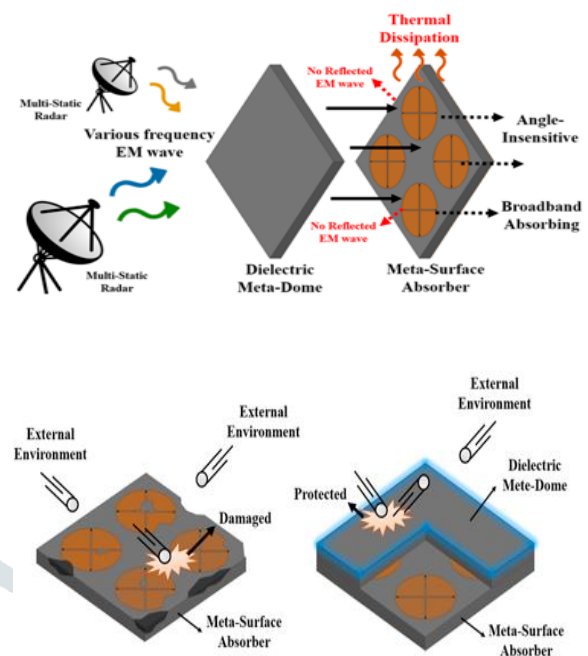 Thermal
Dissipation
No Reflected
EM wave
Multi-Static
Radar
Various frequency
EM wave
Angle-
Insensitive
Broadband
Absorbing
No Reflected
EM wave
Multi-Static
Radar
Dielectric
Meta-Dome
Meta-Surface
Absorber
External
Environment
External
Environment
Damaged
Meta-Surface
Absorber
External
Environment
Dielectric
Mete-Dome
Protected
Meta-Surface
Absorber